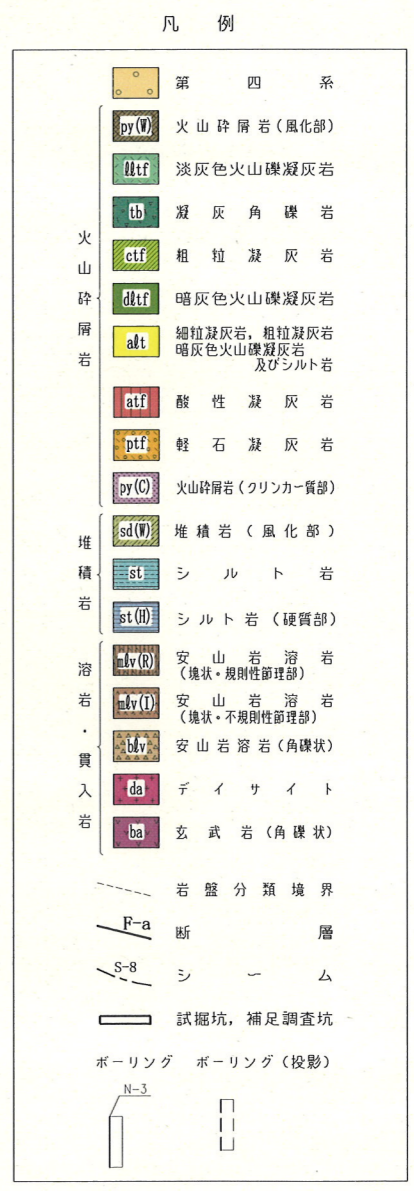 凡 例
第四系
火山砕屑岩
py(W) 火山砕屑岩(風化部)
lltf 淡灰色火山礫凝灰岩
tb 凝灰角礫岩
ctf 粗粒凝灰岩
dltf 暗灰色火山礫凝灰岩
alt 細粒凝灰岩，粗粒凝灰岩
暗灰色火山礫凝灰岩
及びシルト岩
atf 酸性凝灰岩
ptf 軽石凝灰岩
py(C) 火山砕屑岩(クリンカー質部)
堆積岩
sd(W) 堆積岩(風化部)
st シルト岩
st(H) シルト岩(硬質部)
溶岩・貫入岩
mlv(R) 安山岩溶岩
(塊状・規則性節理部)
mlv(I) 安山岩溶岩
(塊状・不規則性節理部)
blv 安山岩溶岩(角礫状)
da デイサイト
ba 玄武岩(角礫状)
岩盤分類境界
F-a 断層
S-8 シーム
試掘坑，補足調査坑
ボーリング ボーリング(投影)
N-3